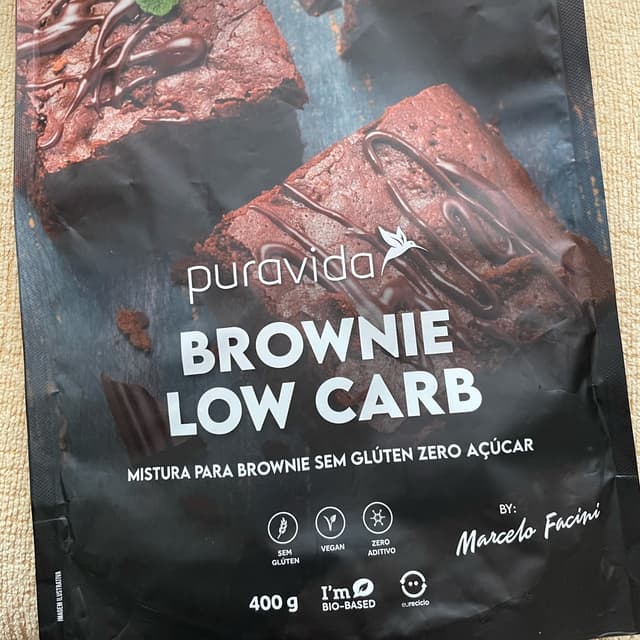 puravida
BROWNIE
LOW CARB
MISTURA PARA BROWNIE SEM GLÚTEN ZERO AÇÚCAR
SEM
GLÚTEN
VEGAN
ZERO
ADITIVO
BY:
Marcelo Facini
400 g
I'm
BIO-BASED
eureciclo
IMAGEM ILUSTRATIVA